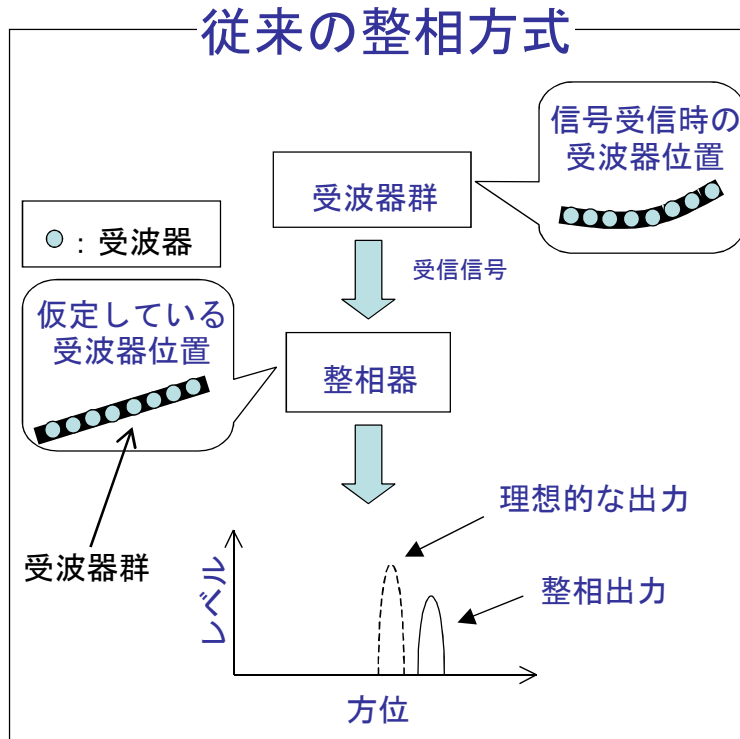 従来の整相方式
信号受信時の
受波器位置
受波器群
：受波器
受信信号
仮定している
受波器位置
整相器
理想的な出力
受波器群
レベル
整相出力
方位